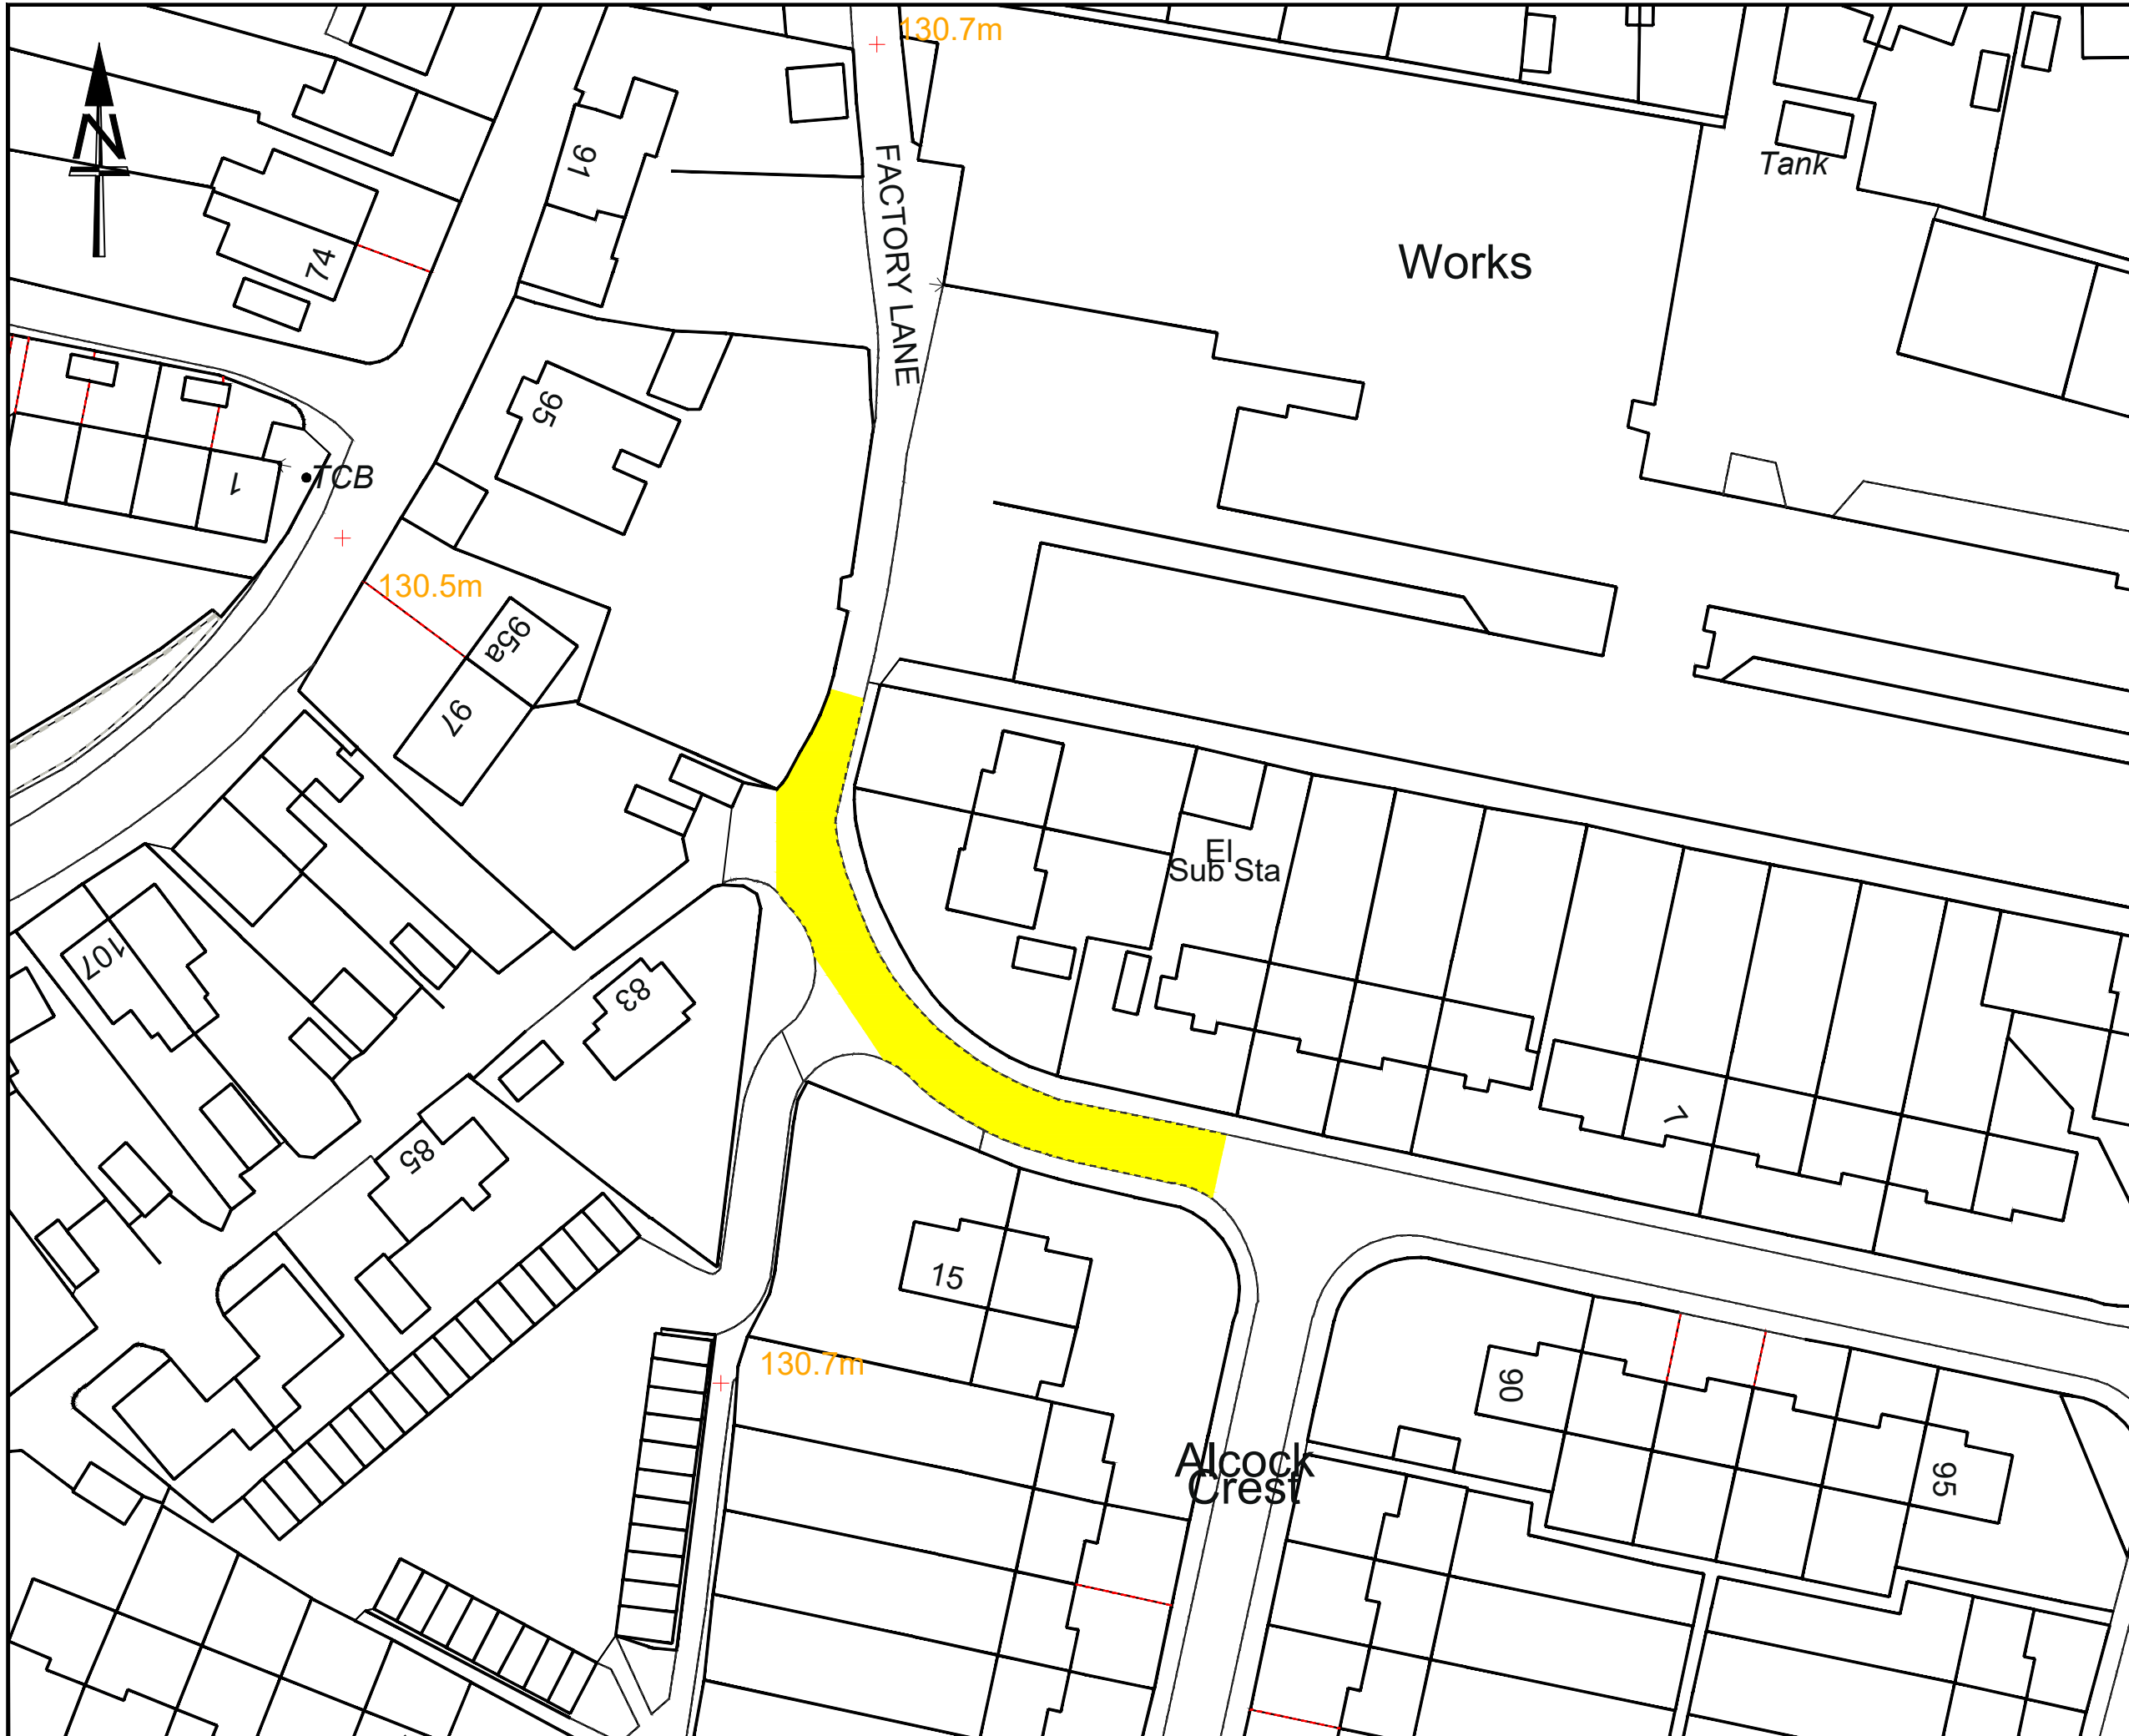 130.7m
N
91
FACTORY LANE
Tank
Works
74
95
1
TCB
130.5m
95a
97
El
Sub Sta
107
83
7
85
15
130.7m
90
Alcock
Crest
95